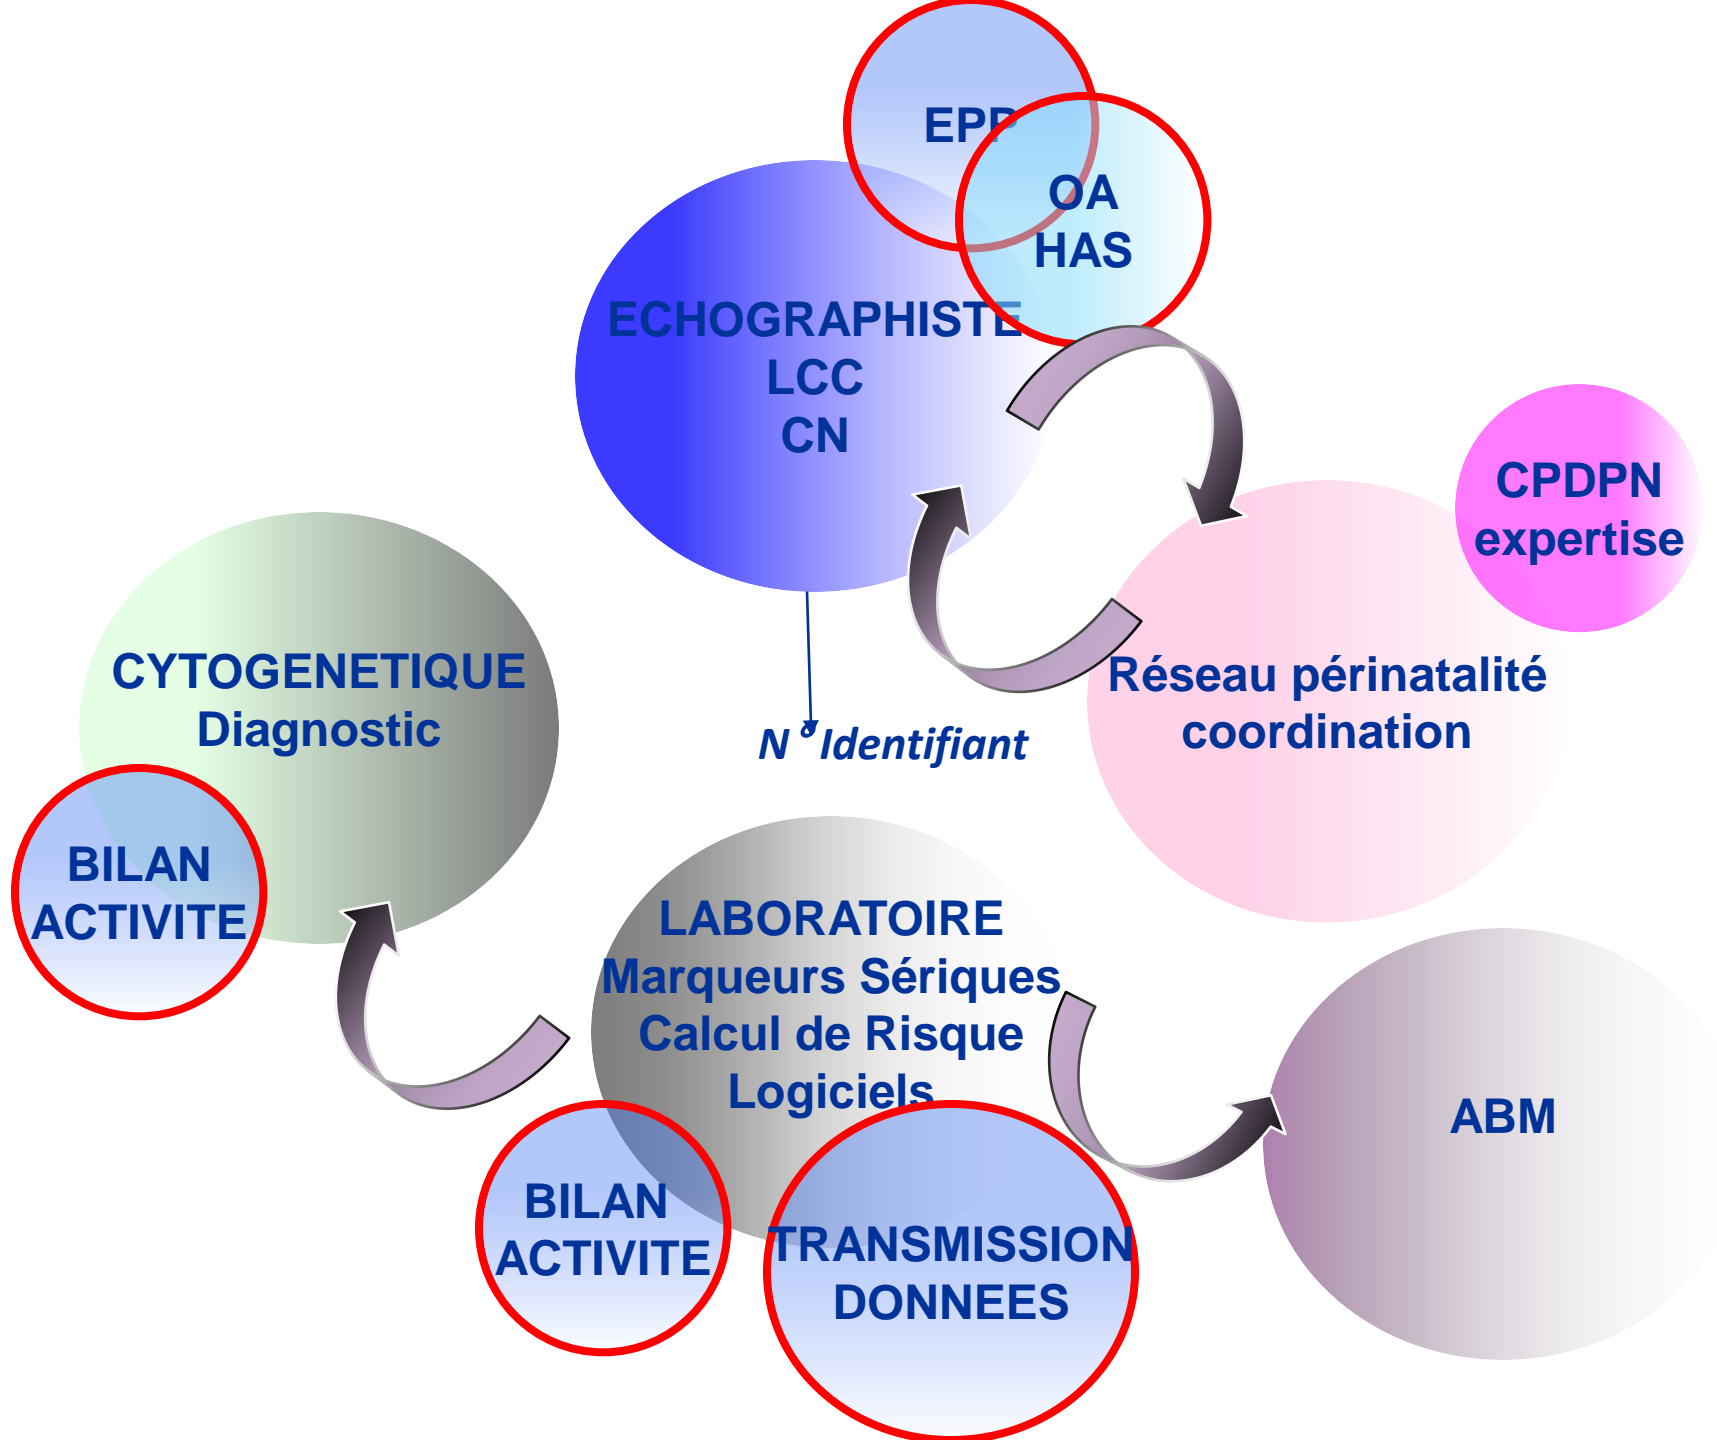 EPP
OA
HAS
ECHOGRAPHISTE
LCC
CN
CPDPN
expertise
CYTOGENETIQUE
Diagnostic
Réseau périnatalité
coordination
N°Identifiant
BILAN
ACTIVITE
LABORATOIRE
Marqueurs Sériques
Calcul de Risque
Logiciels
ABM
BILAN
ACTIVITE
TRANSMISSION
DONNEES